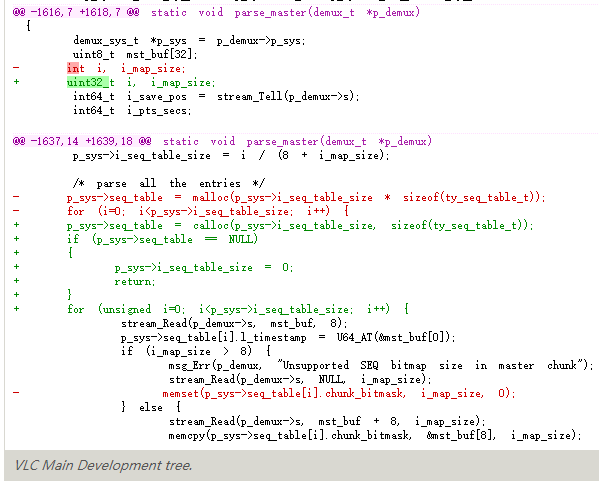 @@ -1616,7 +1618,7 @@ static void parse_master(demux_t *p_demux)
{
demux_sys_t *p_sys = p_demux->p_sys;
uint8_t mst_buf[32];
- int i, i_map_size;
+ uint32_t i, i_map_size;
int64_t i_save_pos = stream_Tell(p_demux->s);
int64_t i_pts_secs;
@@ -1637,14 +1639,18 @@ static void parse_master(demux_t *p_demux)
p_sys->i_seq_table_size = i / (8 + i_map_size);
/* parse all the entries */
- p_sys->seq_table = malloc(p_sys->i_seq_table_size * sizeof(ty_seq_table_t));
- for (i=0; i<p_sys->i_seq_table_size; i++) {
+ p_sys->seq_table = calloc(p_sys->i_seq_table_size, sizeof(ty_seq_table_t));
+ if (p_sys->seq_table == NULL)
+ {
+ p_sys->i_seq_table_size = 0;
+ return;
+ }
+ for (unsigned i=0; i<p_sys->i_seq_table_size; i++) {
stream_Read(p_demux->s, mst_buf, 8);
p_sys->seq_table[i].l_timestamp = U64_AT(&mst_buf[0]);
if (i_map_size > 8) {
msg_Err(p_demux, "Unsupported SEQ bitmap size in master chunk");
stream_Read(p_demux->s, NULL, i_map_size);
- memset(p_sys->seq_table[i].chunk_bitmask, i_map_size, 0);
} else {
stream_Read(p_demux->s, mst_buf + 8, i_map_size);
memcpy(p_sys->seq_table[i].chunk_bitmask, &mst_buf[8], i_map_size);
VLC Main Development tree.